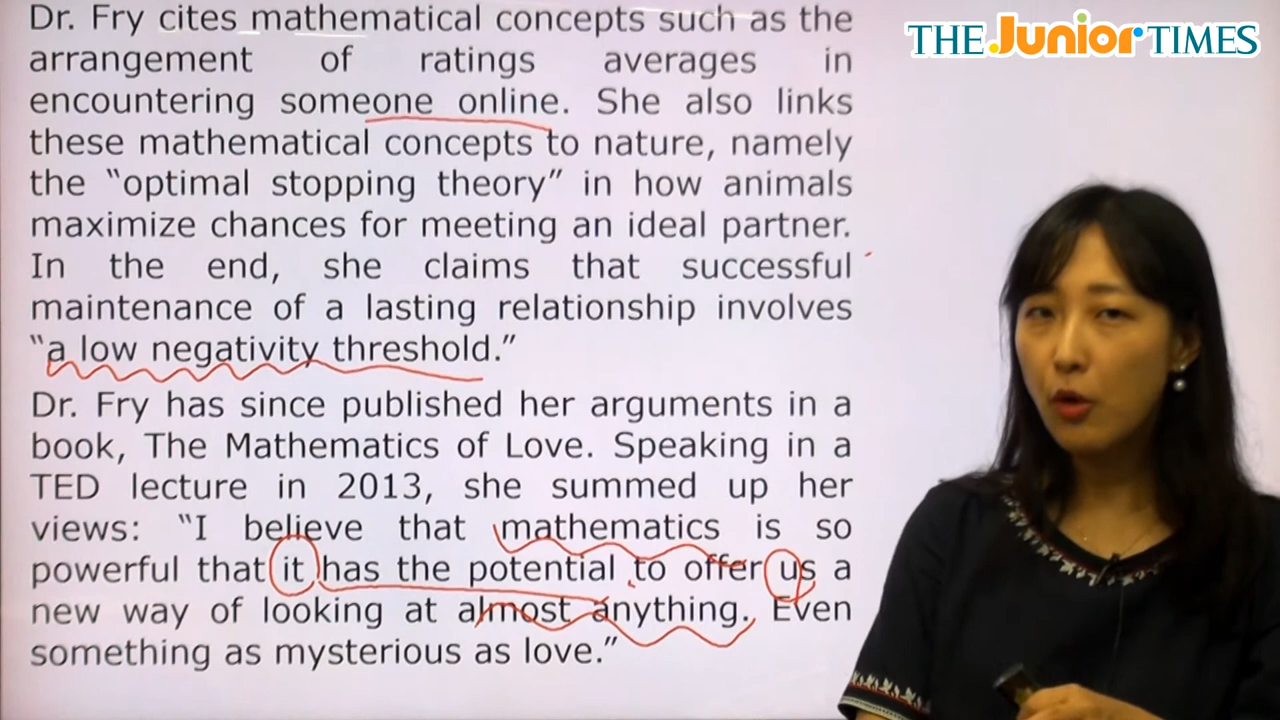 THE Junior TIMES
Dr. Fry cites mathematical concepts such as the
arrangement of ratings averages in
encountering someone online. She also links
these mathematical concepts to nature, namely
the “optimal stopping theory” in how animals
maximize chances for meeting an ideal partner.
In the end, she claims that successful
maintenance of a lasting relationship involves
“a low negativity threshold.”
Dr. Fry has since published her arguments in a
book, The Mathematics of Love. Speaking in a
TED lecture in 2013, she summed up her
views: “I believe that mathematics is so
powerful that it has the potential to offer us a
new way of looking at almost anything. Even
something as mysterious as love.”